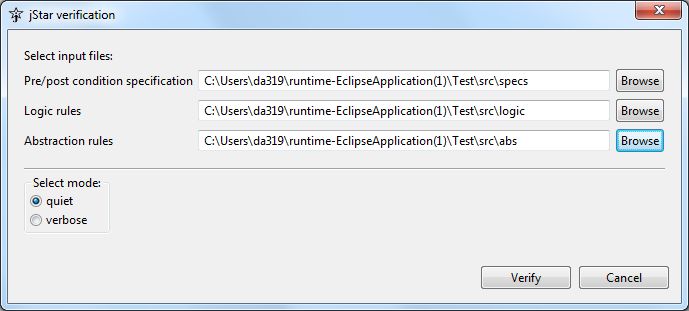 jStar verification
Select input files:
Pre/post condition specification C:\Users\da319\runtime-EclipseApplication(1)\Test\src\specs Browse
Logic rules C:\Users\da319\runtime-EclipseApplication(1)\Test\src\logic Browse
Abstraction rules C:\Users\da319\runtime-EclipseApplication(1)\Test\src\abs Browse
Select mode:
quiet
verbose
Verify Cancel